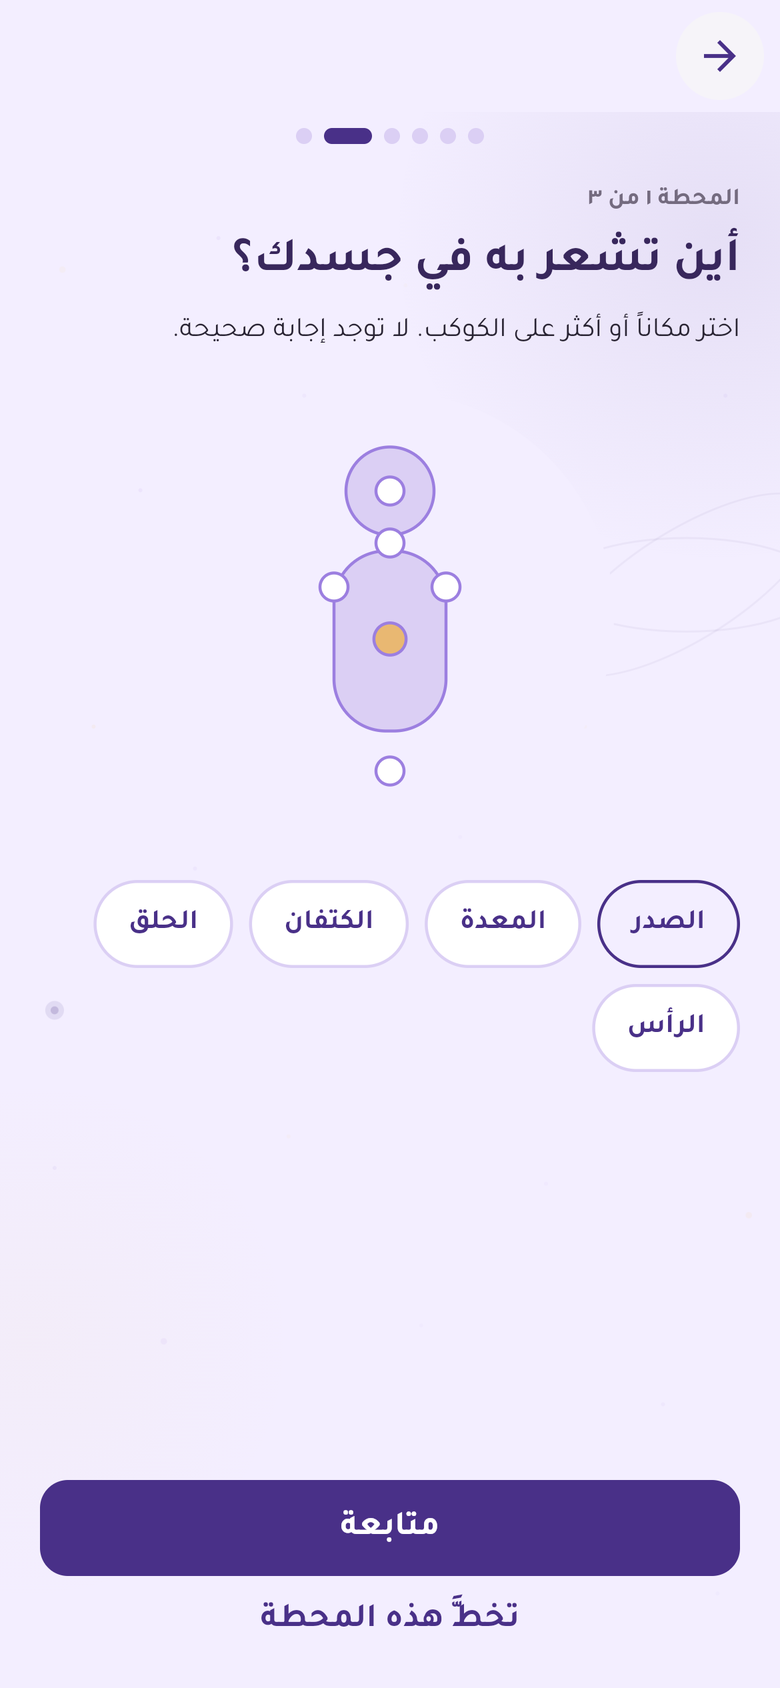 المحطة ١ من ٣
أين تشعر به في جسدك؟
اختر مكاناً أو أكثر على الكوكب. لا توجد إجابة صحيحة.
الصدر المعدة الكتفان الحلق
الرأس
متابعة
تخطَّ هذه المحطة